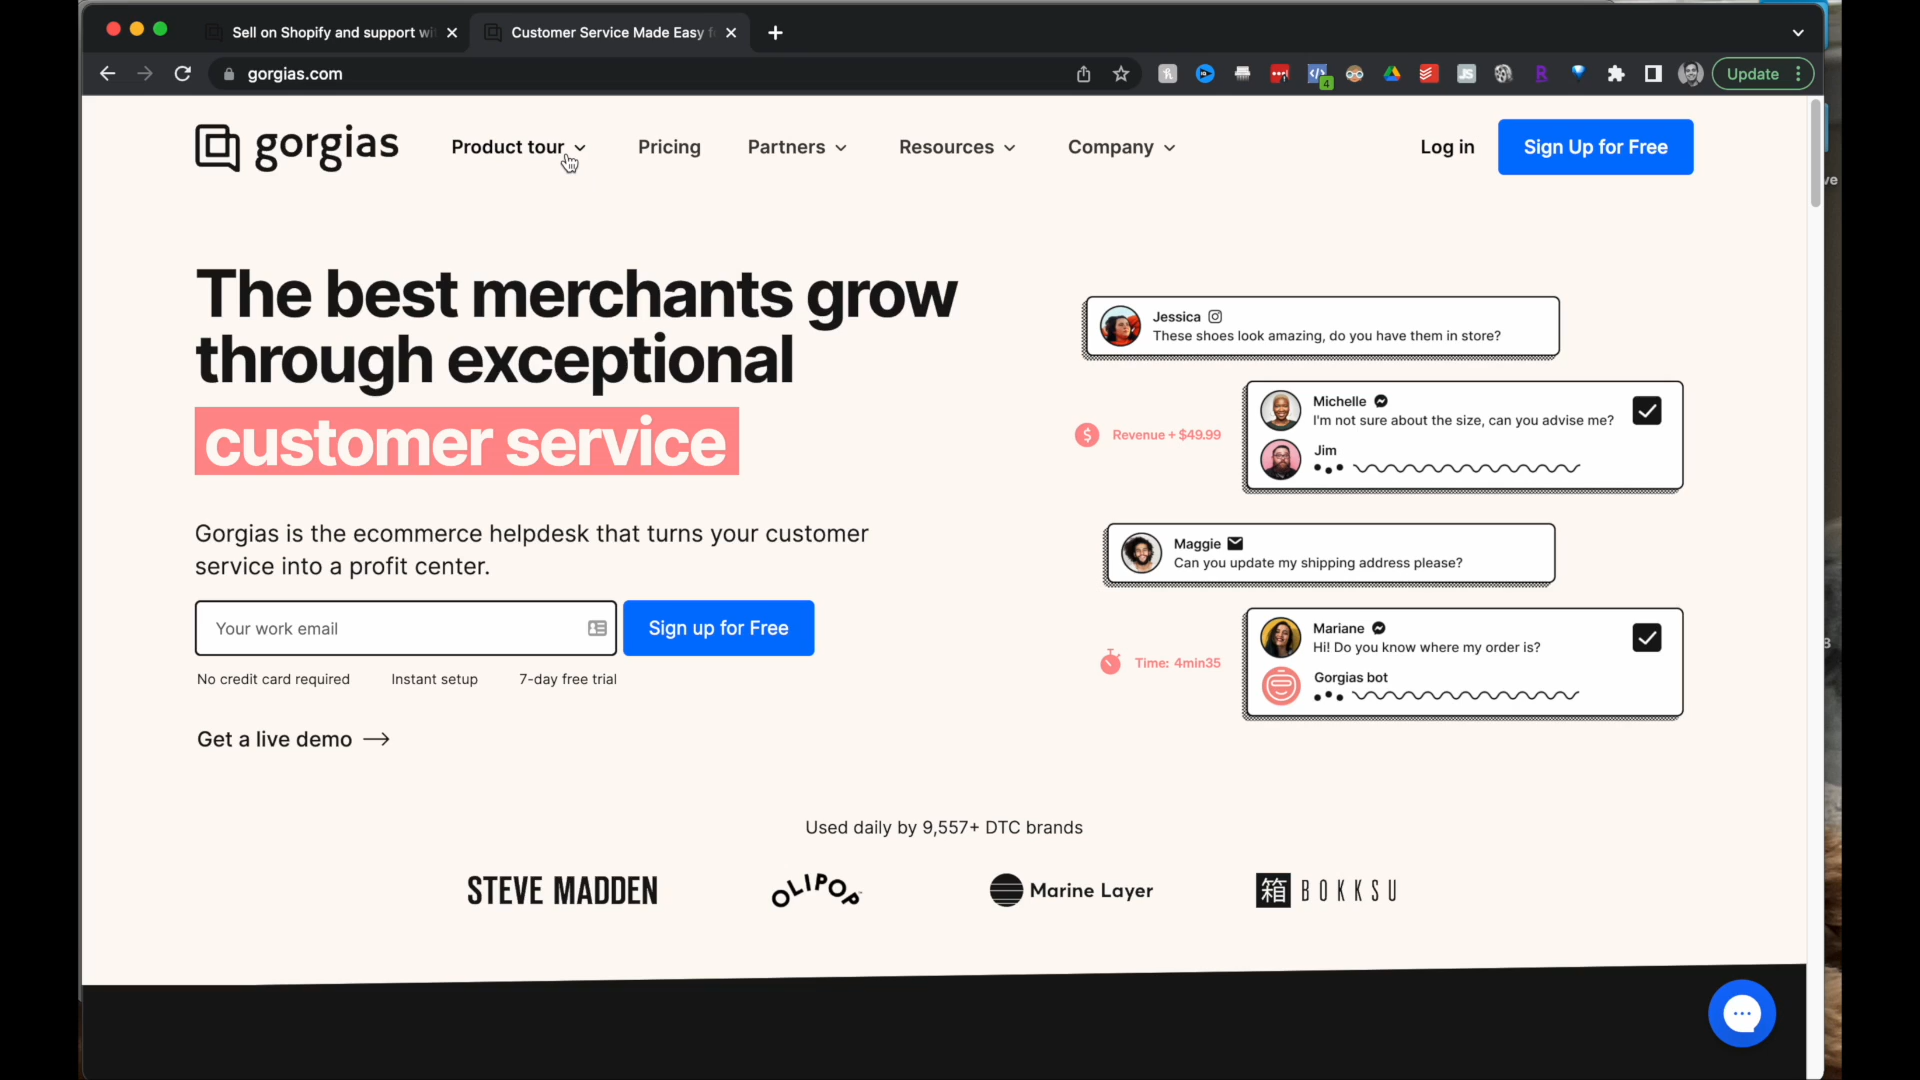 Sell on Shopify and support wi
Customer Service Made Easy f
gorgias.com
4
Update
gorgias
Product tour
Pricing
Partners
Resources
Company
Log in
Sign Up for Free
The best merchants grow
through exceptional
customer service
Gorgias is the ecommerce helpdesk that turns your customer
service into a profit center.
Your work email
Sign up for Free
No credit card required
Instant setup
7-day free trial
Get a live demo
Jessica
These shoes look amazing, do you have them in store?
Michelle
I'm not sure about the size, can you advise me?
Jim
$ Revenue + $49.99
Maggie
Can you update my shipping address please?
Mariane
Hi! Do you know where my order is?
Gorgias bot
Time: 4min35
Used daily by 9,557+ DTC brands
STEVE MADDEN
OLIPOP
Marine Layer
箱 BOKKSU